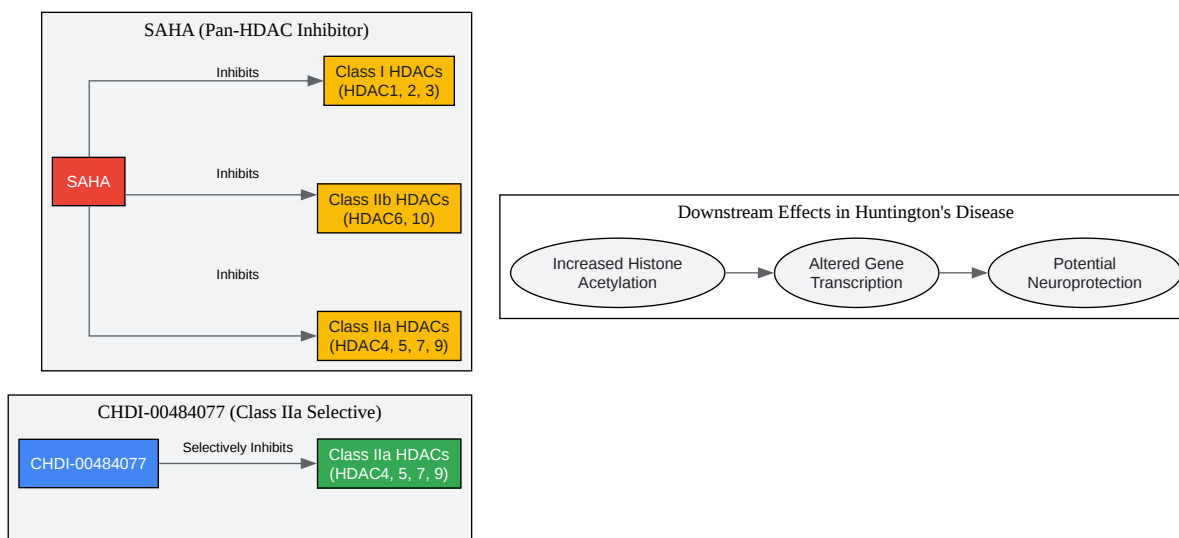 SAHA (Pan-HDAC Inhibitor)
Inhibits
Class I HDACs
(HDAC1, 2, 3)
SAHA
Inhibits
Class IIb HDACs
(HDAC6, 10)
Inhibits
Class IIa HDACs
(HDAC4, 5, 7, 9)
Downstream Effects in Huntington's Disease
Increased Histone
Acetylation
Altered Gene
Transcription
Potential
Neuroprotection
CHDI-00484077 (Class IIa Selective)
CHDI-00484077
Selectively Inhibits
Class IIa HDACs
(HDAC4, 5, 7, 9)